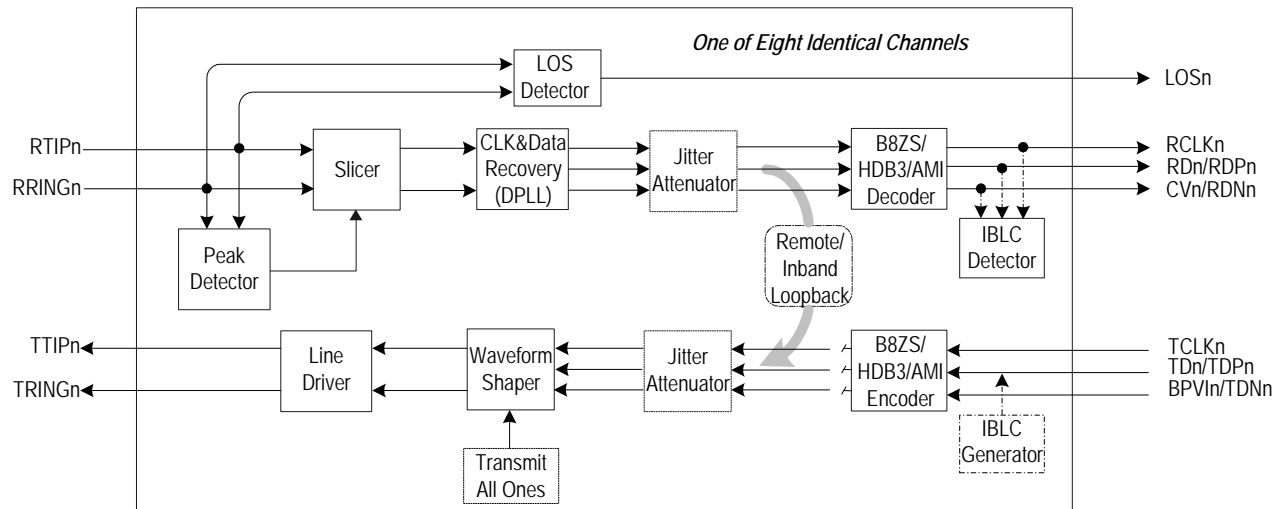 One of Eight Identical Channels
LOS
Detector
LOSn
RTIPn
RRINGn
Slicer
CLK&Data
Recovery
(DPLL)
Jitter
Attenuator
B8ZS/
HDB3/AMI
Decoder
RCLKn
RDn/RDPn
CVn/RDNn
Peak
Detector
Remote/
Inband
Loopback
IBLC
Detector
TTIPn
TRINGn
Line
Driver
Waveform
Shaper
Jitter
Attenuator
B8ZS/
HDB3/AMI
Encoder
TCLKn
TDn/TDPn
BPVIn/TDNn
Transmit
All Ones
IBLC
Generator